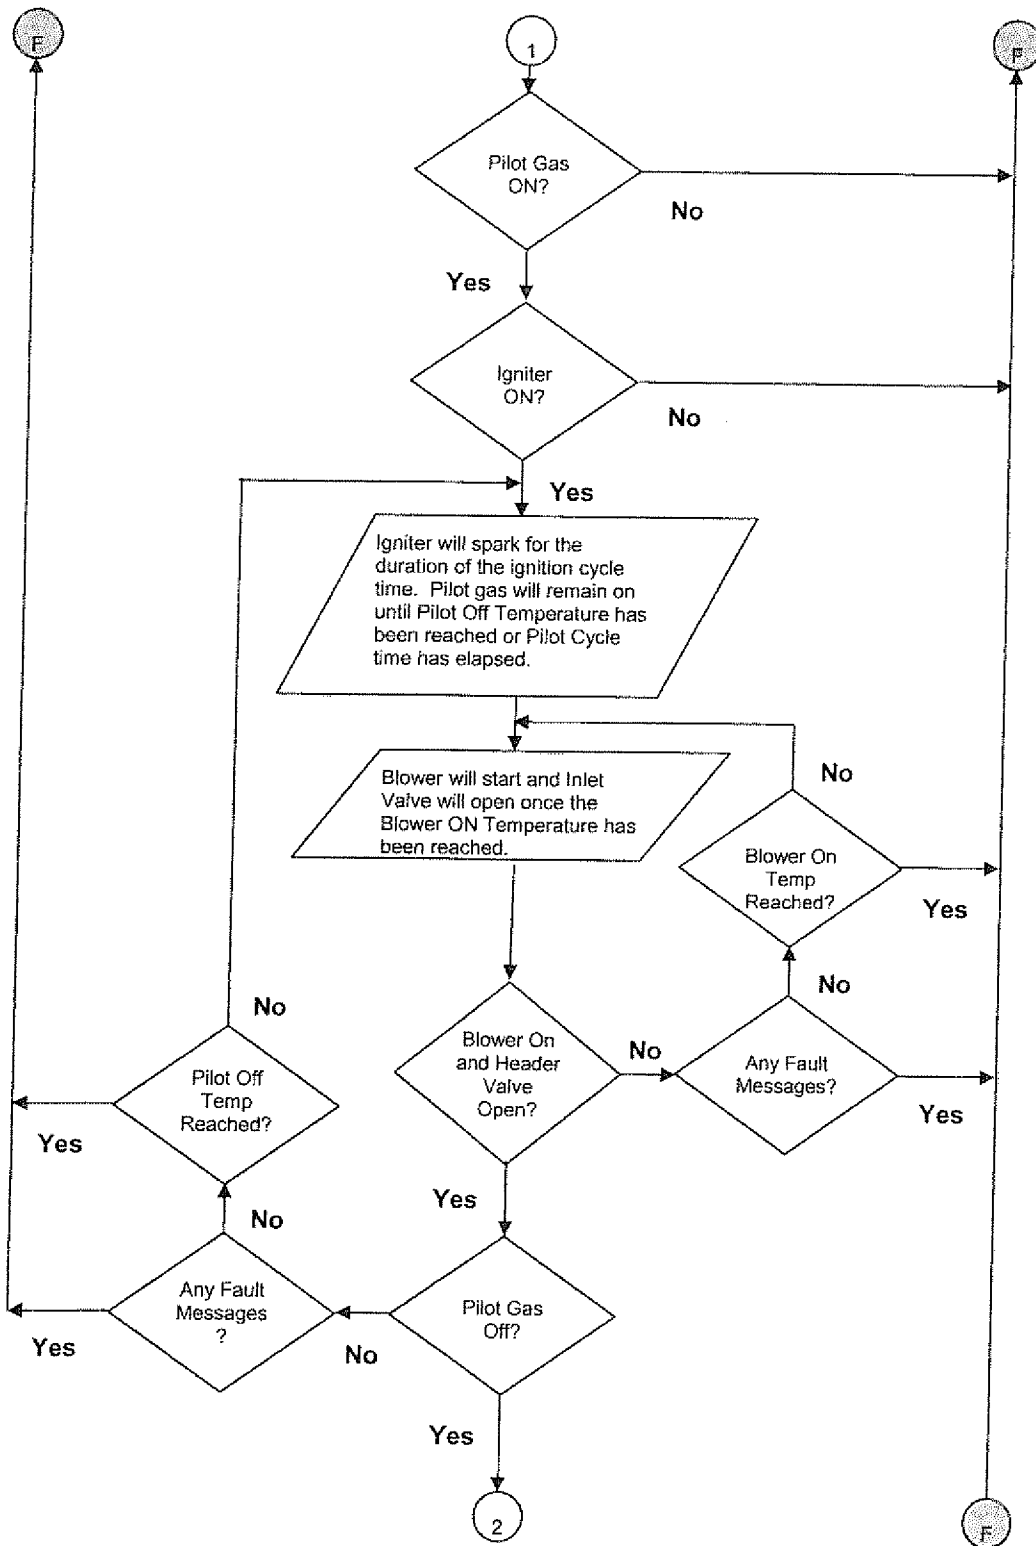 F
1
F
Pilot Gas
ON?
No
Yes
Igniter
ON?
No
Yes
Igniter will spark for the
duration of the ignition cycle
time. Pilot gas will remain on
until Pilot Off Temperature has
been reached or Pilot Cycle
time has elapsed.
Blower will start and Inlet
Valve will open once the
Blower ON Temperature has
been reached.
No
Blower On
Temp
Reached?
Yes
No
No
Blower On
and Header
Valve
Open?
No
Any Fault
Messages?
Yes
Pilot Off
Temp
Reached?
Yes
Yes
No
Any Fault
Messages
?
Yes
No
Pilot Gas
Off?
Yes
2
F